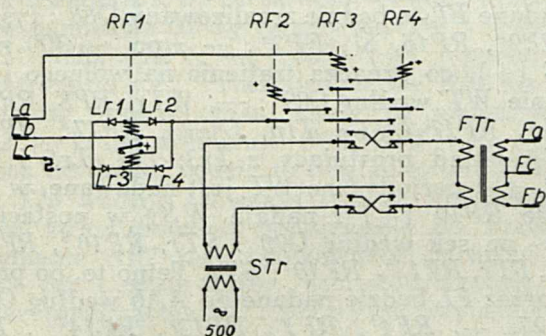 RF1 RF2 RF3 RF4
La
Lb
Lc
Lr1 Lr2
Lr3 Lr4
FTr
Fa
Fc
Fb
STr
500